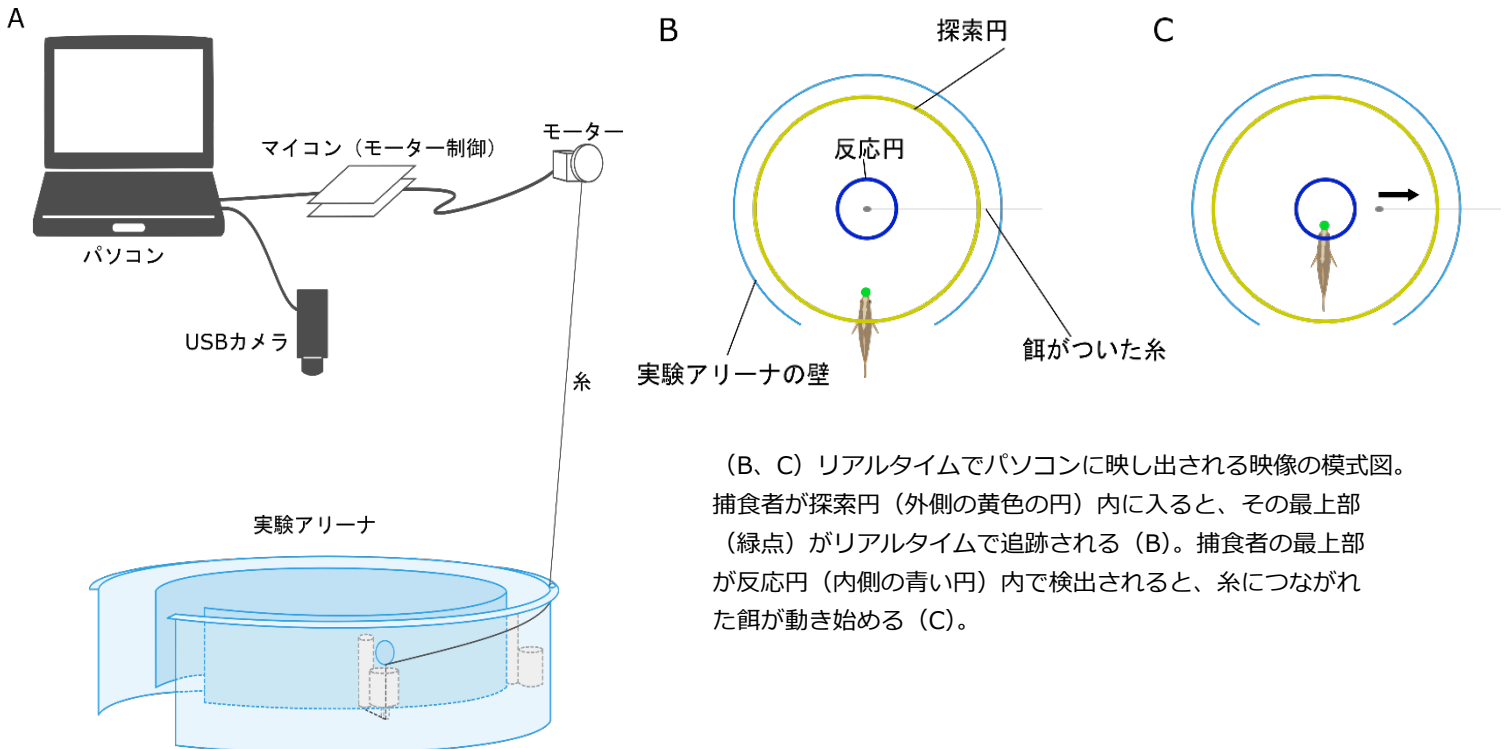 A
マイコン（モーター制御）
モーター
パソコン
USBカメラ
糸
実験アリーナ
B
探索円
反応円
実験アリーナの壁
餌がついた糸
C
（B、C）リアルタイムでパソコンに映し出される映像の模式図。
捕食者が探索円（外側の黄色の円）内に入ると、その最上部
（緑点）がリアルタイムで追跡される（B）。捕食者の最上部
が反応円（内側の青い円）内で検出されると、糸につながれ
た餌が動き始める（C）。